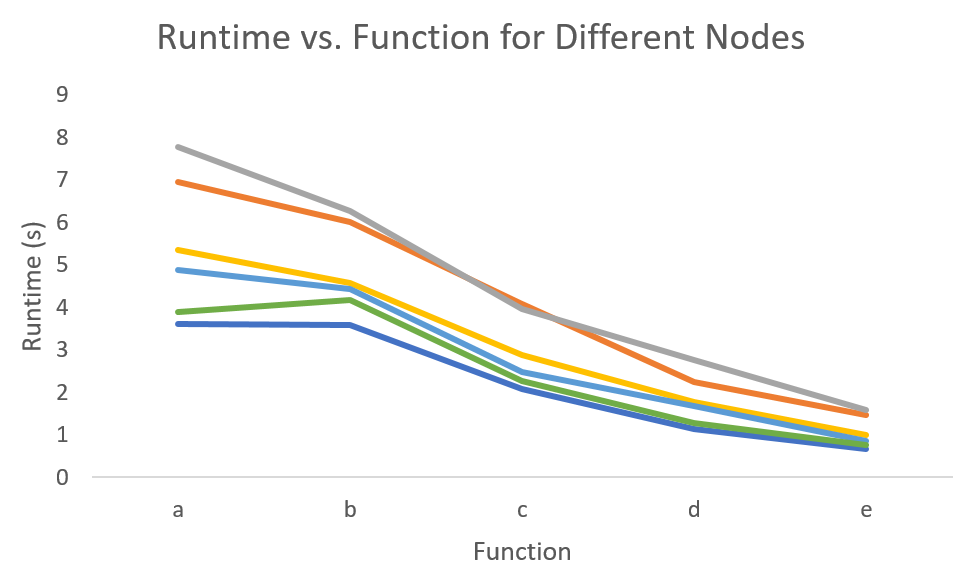 Runtime vs. Function for Different Nodes
9
8
7
6
5
4
3
2
1
0
Runtime (s)
a b c d e
Function